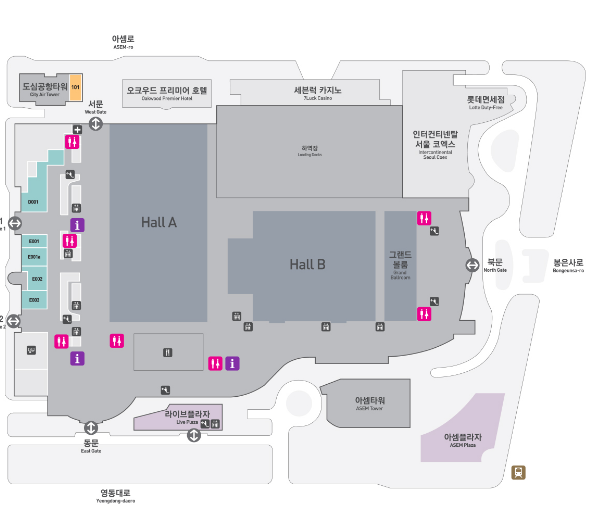 아셈로
ASEM-ro
도심공항타워
City Air Tower
101
서문
West Gate
오크우드 프리미어 호텔
Oakwood Premier Hotel
세븐럭 카지노
7Luck Casino
롯데면세점
Lotte Duty-Free
인터컨티넨탈
서울 코엑스
Intercontinental
Seoul Coex
하역장
Loading Dock
D001
Hall A
1
E001
E001a
E002
E003
Hall B
그랜드
볼룸
Grand
Ballroom
북문
North Gate
봉은사로
Bongeunsa-ro
2
라이브플라자
Live Plaza
아셈타워
ASEM Tower
아셈플라자
ASEM Plaza
동문
East Gate
영동대로
Yeongdong-daero